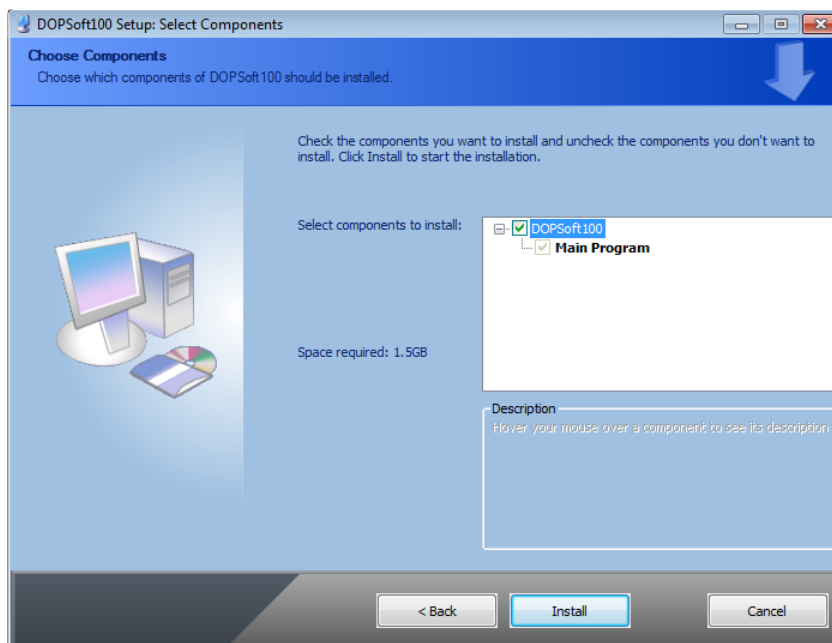 DOPSoft100 Setup: Select Components
Choose Components
Choose which components of DOPSoft100 should be installed.
Check the components you want to install and uncheck the components you don't want to
install. Click Install to start the installation.
Select components to install:
DOPSoft100
Main Program
Space required: 1.5GB
Description
Hover your mouse over a component to see its description
< Back
Install
Cancel